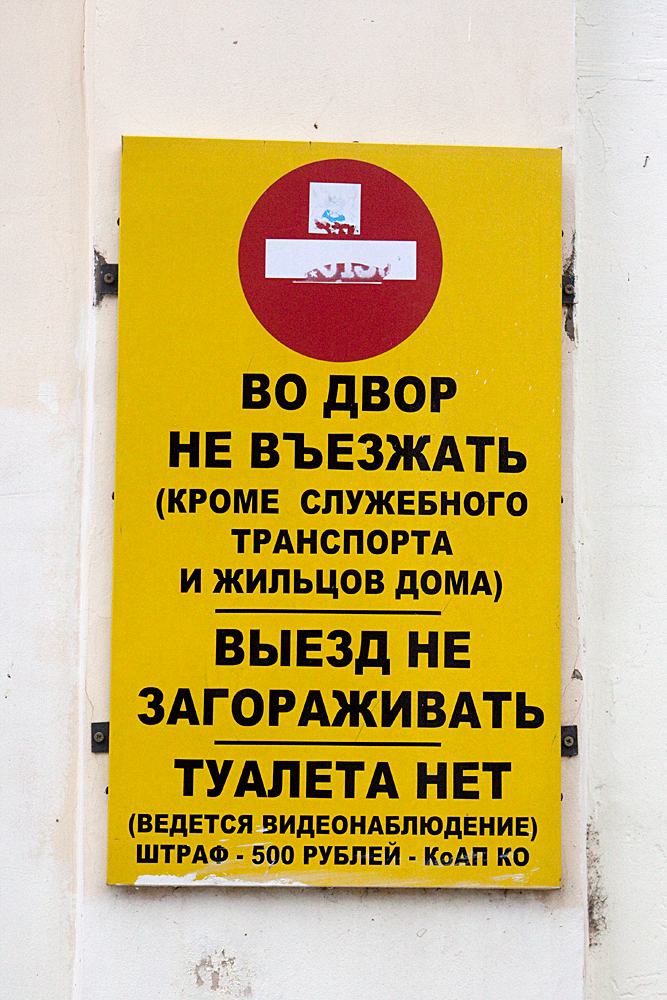 ВО ДВОР
НЕ ВЪЕЗЖАТЬ
(КРОМЕ СЛУЖЕБНОГО
ТРАНСПОРТА
И ЖИЛЬЦОВ ДОМА)
ВЫЕЗД НЕ
ЗАГОРАЖИВАТЬ
ТУАЛЕТА НЕТ
(ВЕДЕТСЯ ВИДЕОНАБЛЮДЕНИЕ)
ШТРАФ - 500 РУБЛЕЙ - КоАП КО